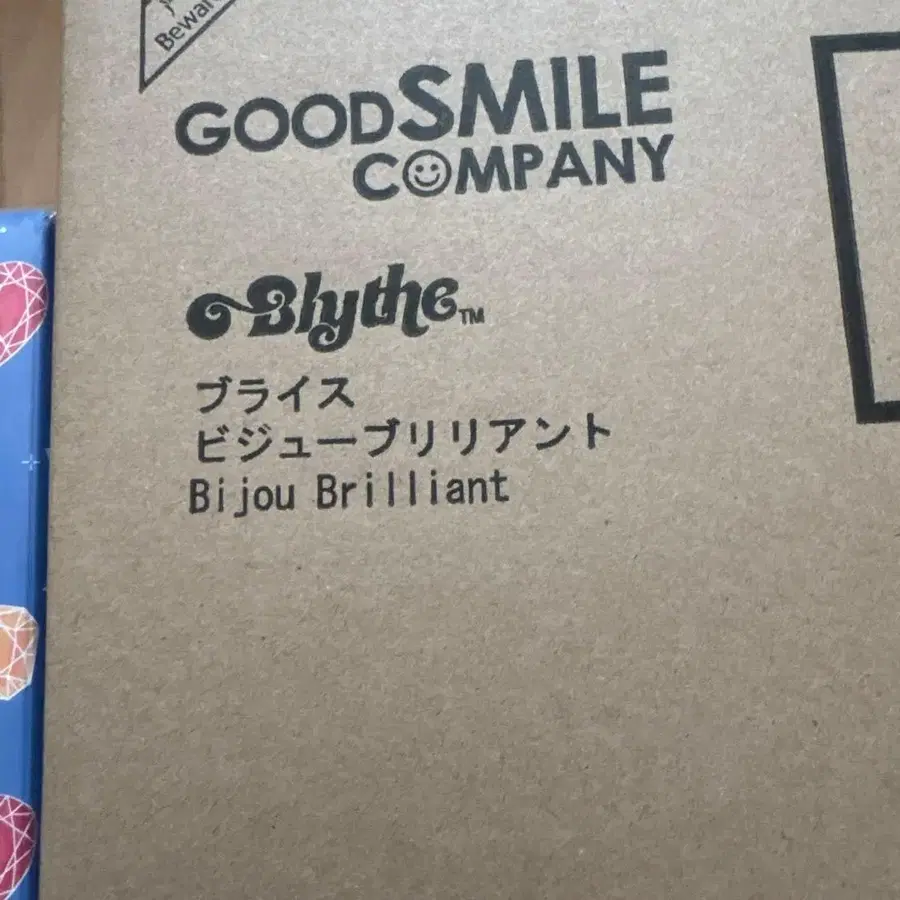 Beware
GOODSMILE
COMPANY
Blythe™
ブライス
ビジューブリリアント
Bijou Brilliant